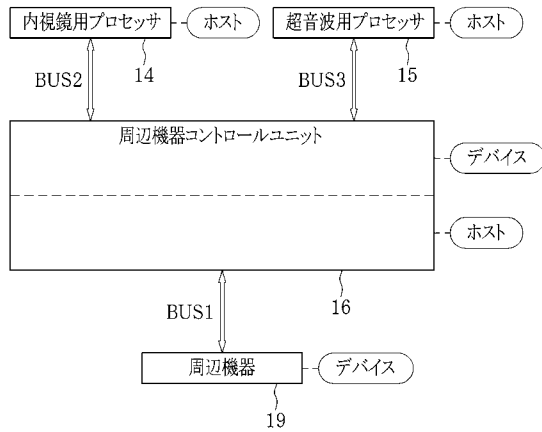 内視鏡用プロセッサ ホスト 超音波用プロセッサ ホスト
14 15
BUS2 BUS3
周辺機器コントロールユニット
デバイス
ホスト
16
BUS1
周辺機器 デバイス
19